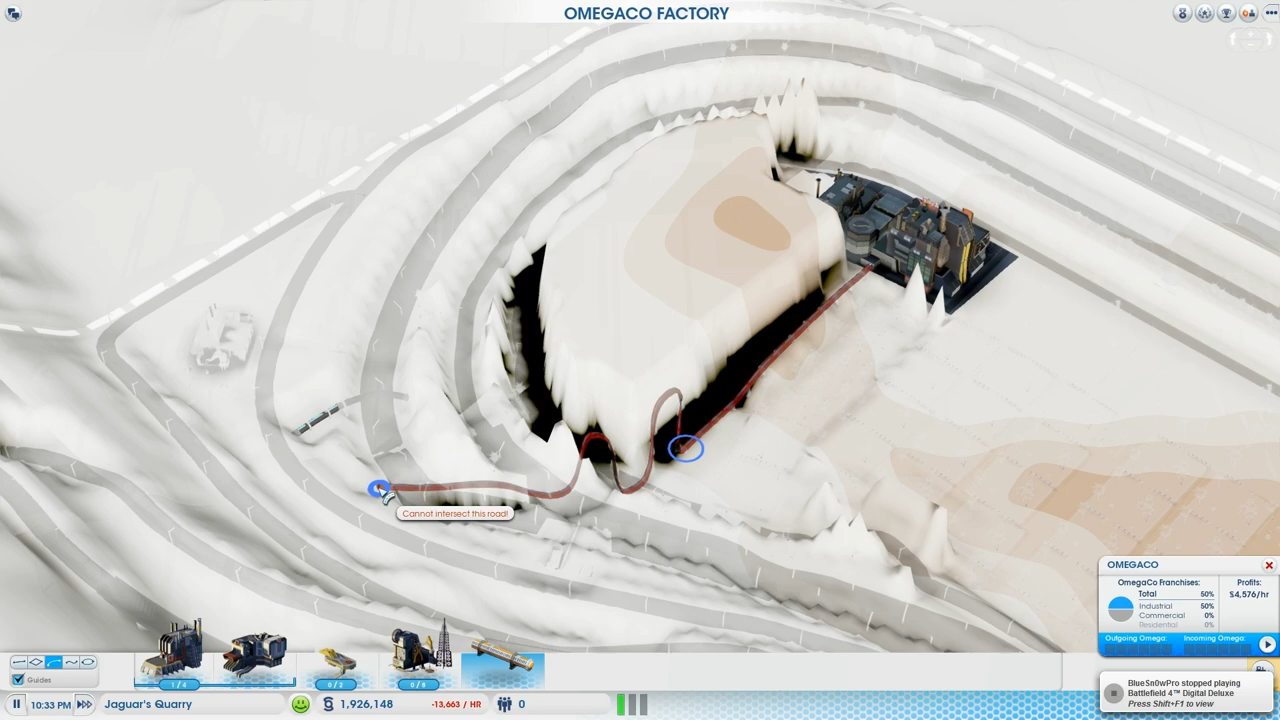 OMEGACO FACTORY
Cannot intersect this road!
OMEGACO
OmegaCo Franchises:
Profits:
Total 50%
$4,576/hr
Industrial 50%
Commercial 0%
Residential 0%
Outgoing Omega:
Incoming Omega:
Guides
1 / 4
0 / 2
0 / 8
BlueSn0wPro stopped playing
Battlefield 4™ Digital Deluxe
Press Shift+F1 to view
10:33 PM
Jaguar's Quarry
1,926,148
-13,663 / HR
0